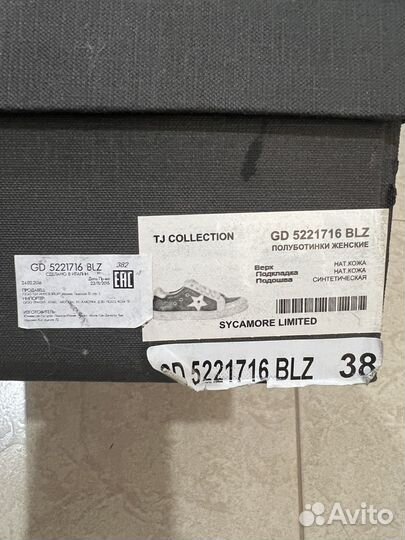 GD 5221716 BLZ
382
СДЕЛАНО В ИТАЛИИ
EAC
ПРОДАВЕЦ:
ИМПОРТЕР:
ИЗГОТОВИТЕЛЬ:
TJ COLLECTION
GD 5221716 BLZ
ПОЛУБОТИНКИ ЖЕНСКИЕ
Верх НАТ.КОЖА
Подкладка НАТ.КОЖА
Подошва СИНТЕТИЧЕСКАЯ
SYCAMORE LIMITED
GD 5221716 BLZ 38
Avito